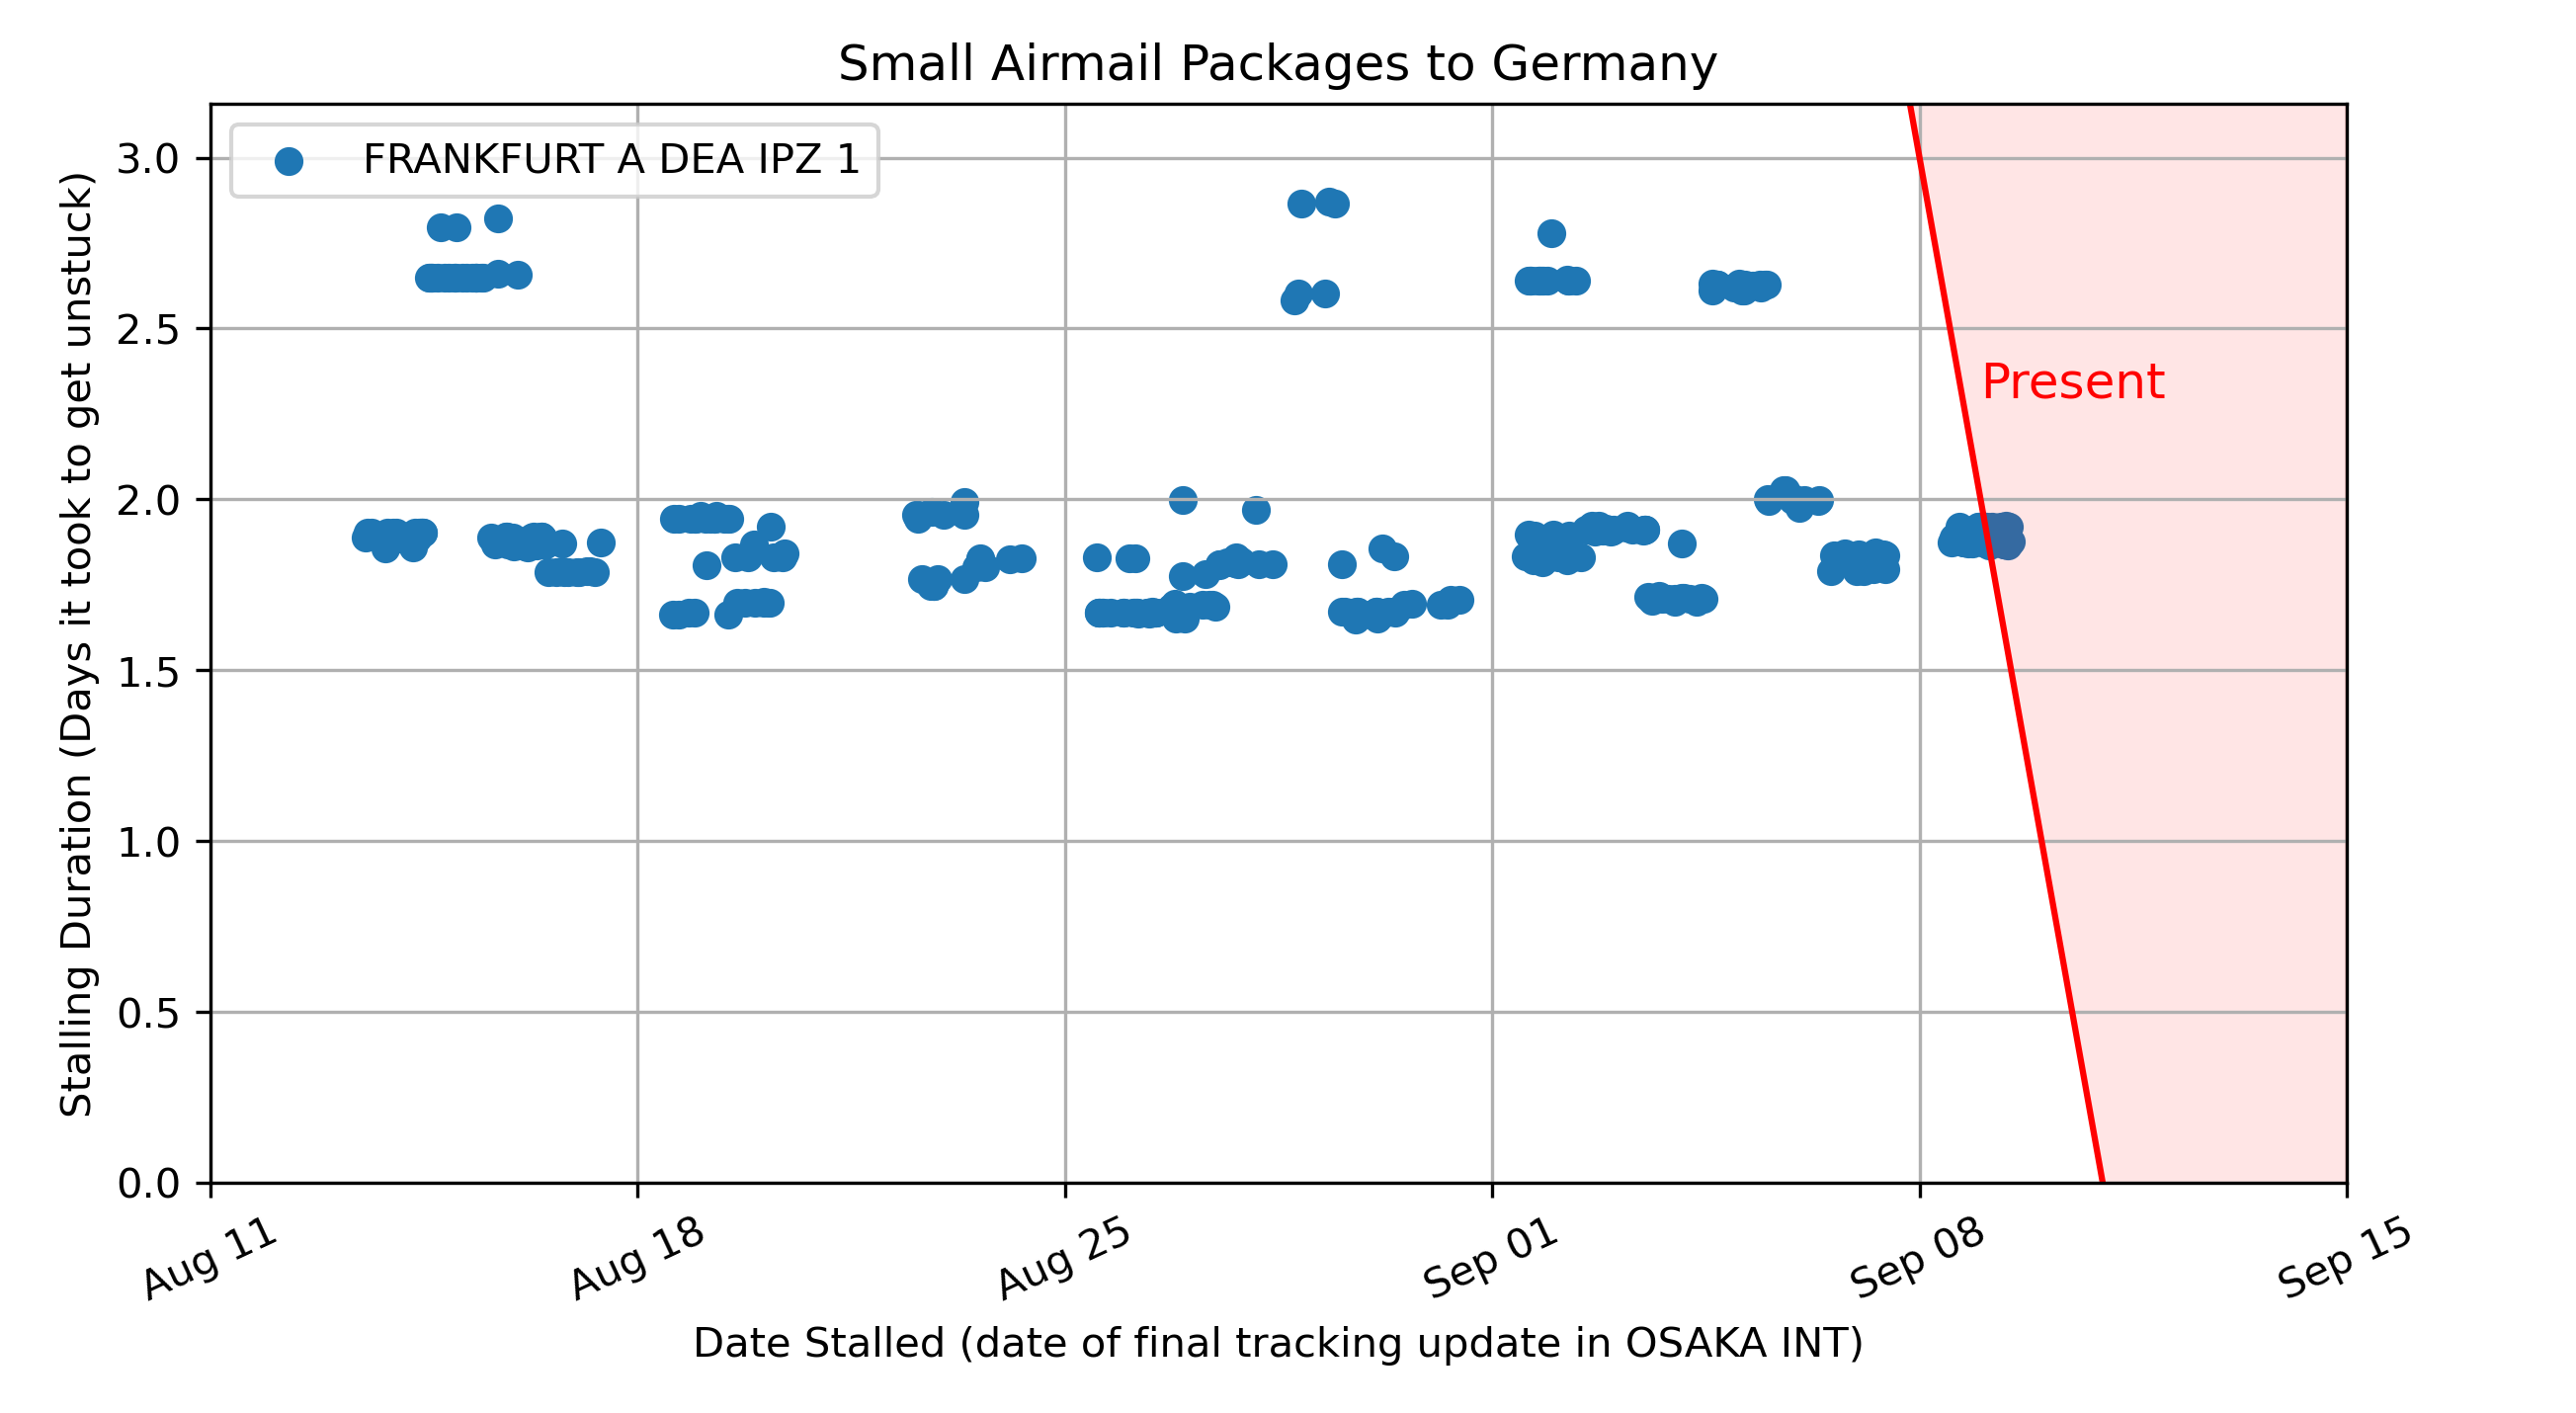 Small Airmail Packages to Germany
FRANKFURT A DEA IPZ 1
Stalling Duration (Days it took to get unstuck)
3.0
2.5
2.0
1.5
1.0
0.5
0.0
Present
Aug 11
Aug 18
Aug 25
Sep 01
Sep 08
Sep 15
Date Stalled (date of final tracking update in OSAKA INT)